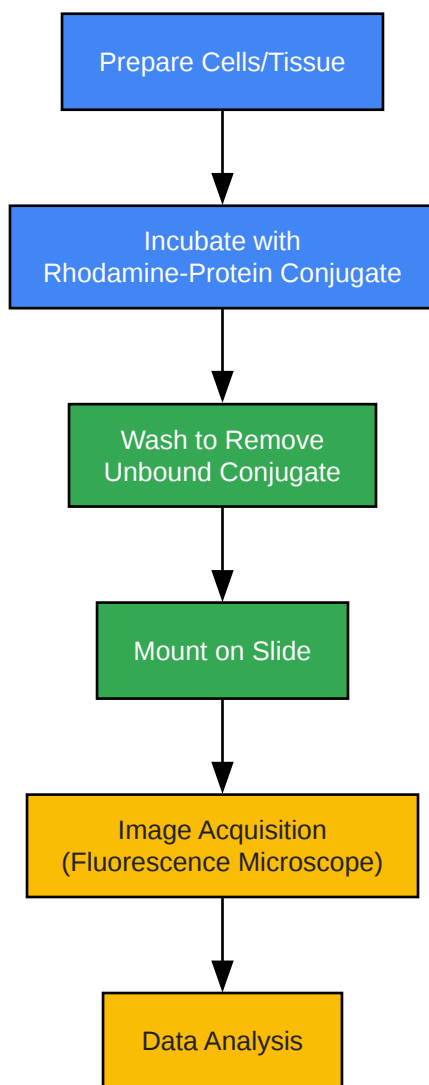 Prepare Cells/Tissue
Incubate with
Rhodamine-Protein Conjugate
Wash to Remove
Unbound Conjugate
Mount on Slide
Image Acquisition
(Fluorescence Microscope)
Data Analysis